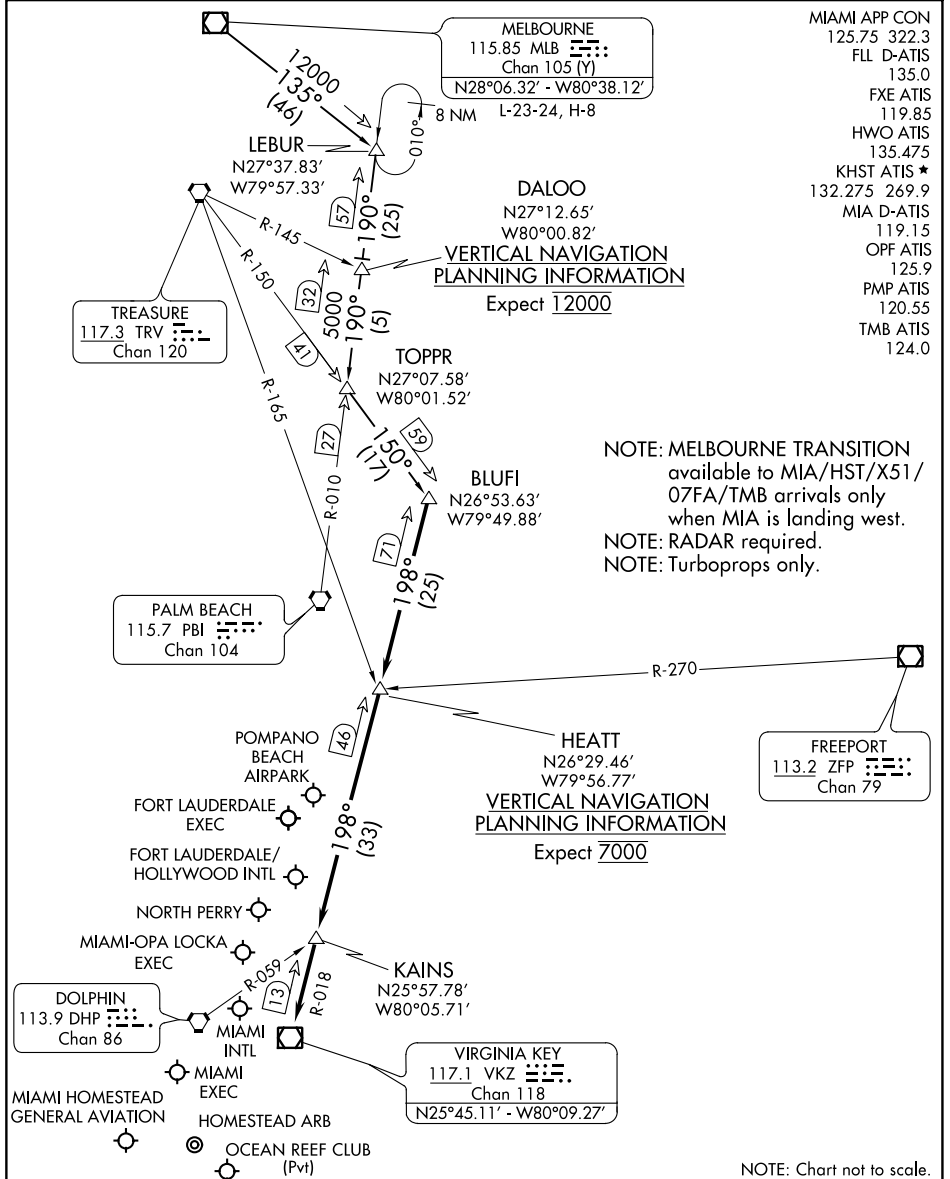 MELBOURNE
115.85 MLB
Chan 105 (Y)
N28°06.32' - W80°38.12'
L-23-24, H-8
MIAMI APP CON
125.75 322.3
FLL D-ATIS
135.0
FXE ATIS
119.85
HWO ATIS
135.475
KHST ATIS ★
132.275 269.9
MIA D-ATIS
119.15
OPF ATIS
125.9
PMP ATIS
120.55
TMB ATIS
124.0
12000
135°
(46)
8 NM
010°
LEBUR
N27°37.83'
W79°57.33'
57
190°
(25)
DALOO
N27°12.65'
W80°00.82'
VERTICAL NAVIGATION
PLANNING INFORMATION
Expect 12000
R-145
R-150
R-165
TREASURE
117.3 TRV
Chan 120
32
5000
190°
(5)
41
TOPPR
N27°07.58'
W80°01.52'
27
R-010
150°
(17)
59
BLUFI
N26°53.63'
W79°49.88'
NOTE: MELBOURNE TRANSITION
available to MIA/HST/X51/
07FA/TMB arrivals only
when MIA is landing west.
NOTE: RADAR required.
NOTE: Turboprops only.
71
198°
(25)
PALM BEACH
115.7 PBI
Chan 104
R-270
FREEPORT
113.2 ZFP
Chan 79
46
HEATT
N26°29.46'
W79°56.77'
VERTICAL NAVIGATION
PLANNING INFORMATION
Expect 7000
POMPANO
BEACH
AIRPARK
FORT LAUDERDALE
EXEC
198°
(33)
FORT LAUDERDALE/
HOLLYWOOD INTL
NORTH PERRY
MIAMI-OPA LOCKA
EXEC
R-059
13
R-018
KAINS
N25°57.78'
W80°05.71'
DOLPHIN
113.9 DHP
Chan 86
MIAMI
INTL
VIRGINIA KEY
117.1 VKZ
Chan 118
N25°45.11' - W80°09.27'
MIAMI
EXEC
MIAMI HOMESTEAD
GENERAL AVIATION
HOMESTEAD ARB
OCEAN REEF CLUB
(Pvt)
NOTE: Chart not to scale.